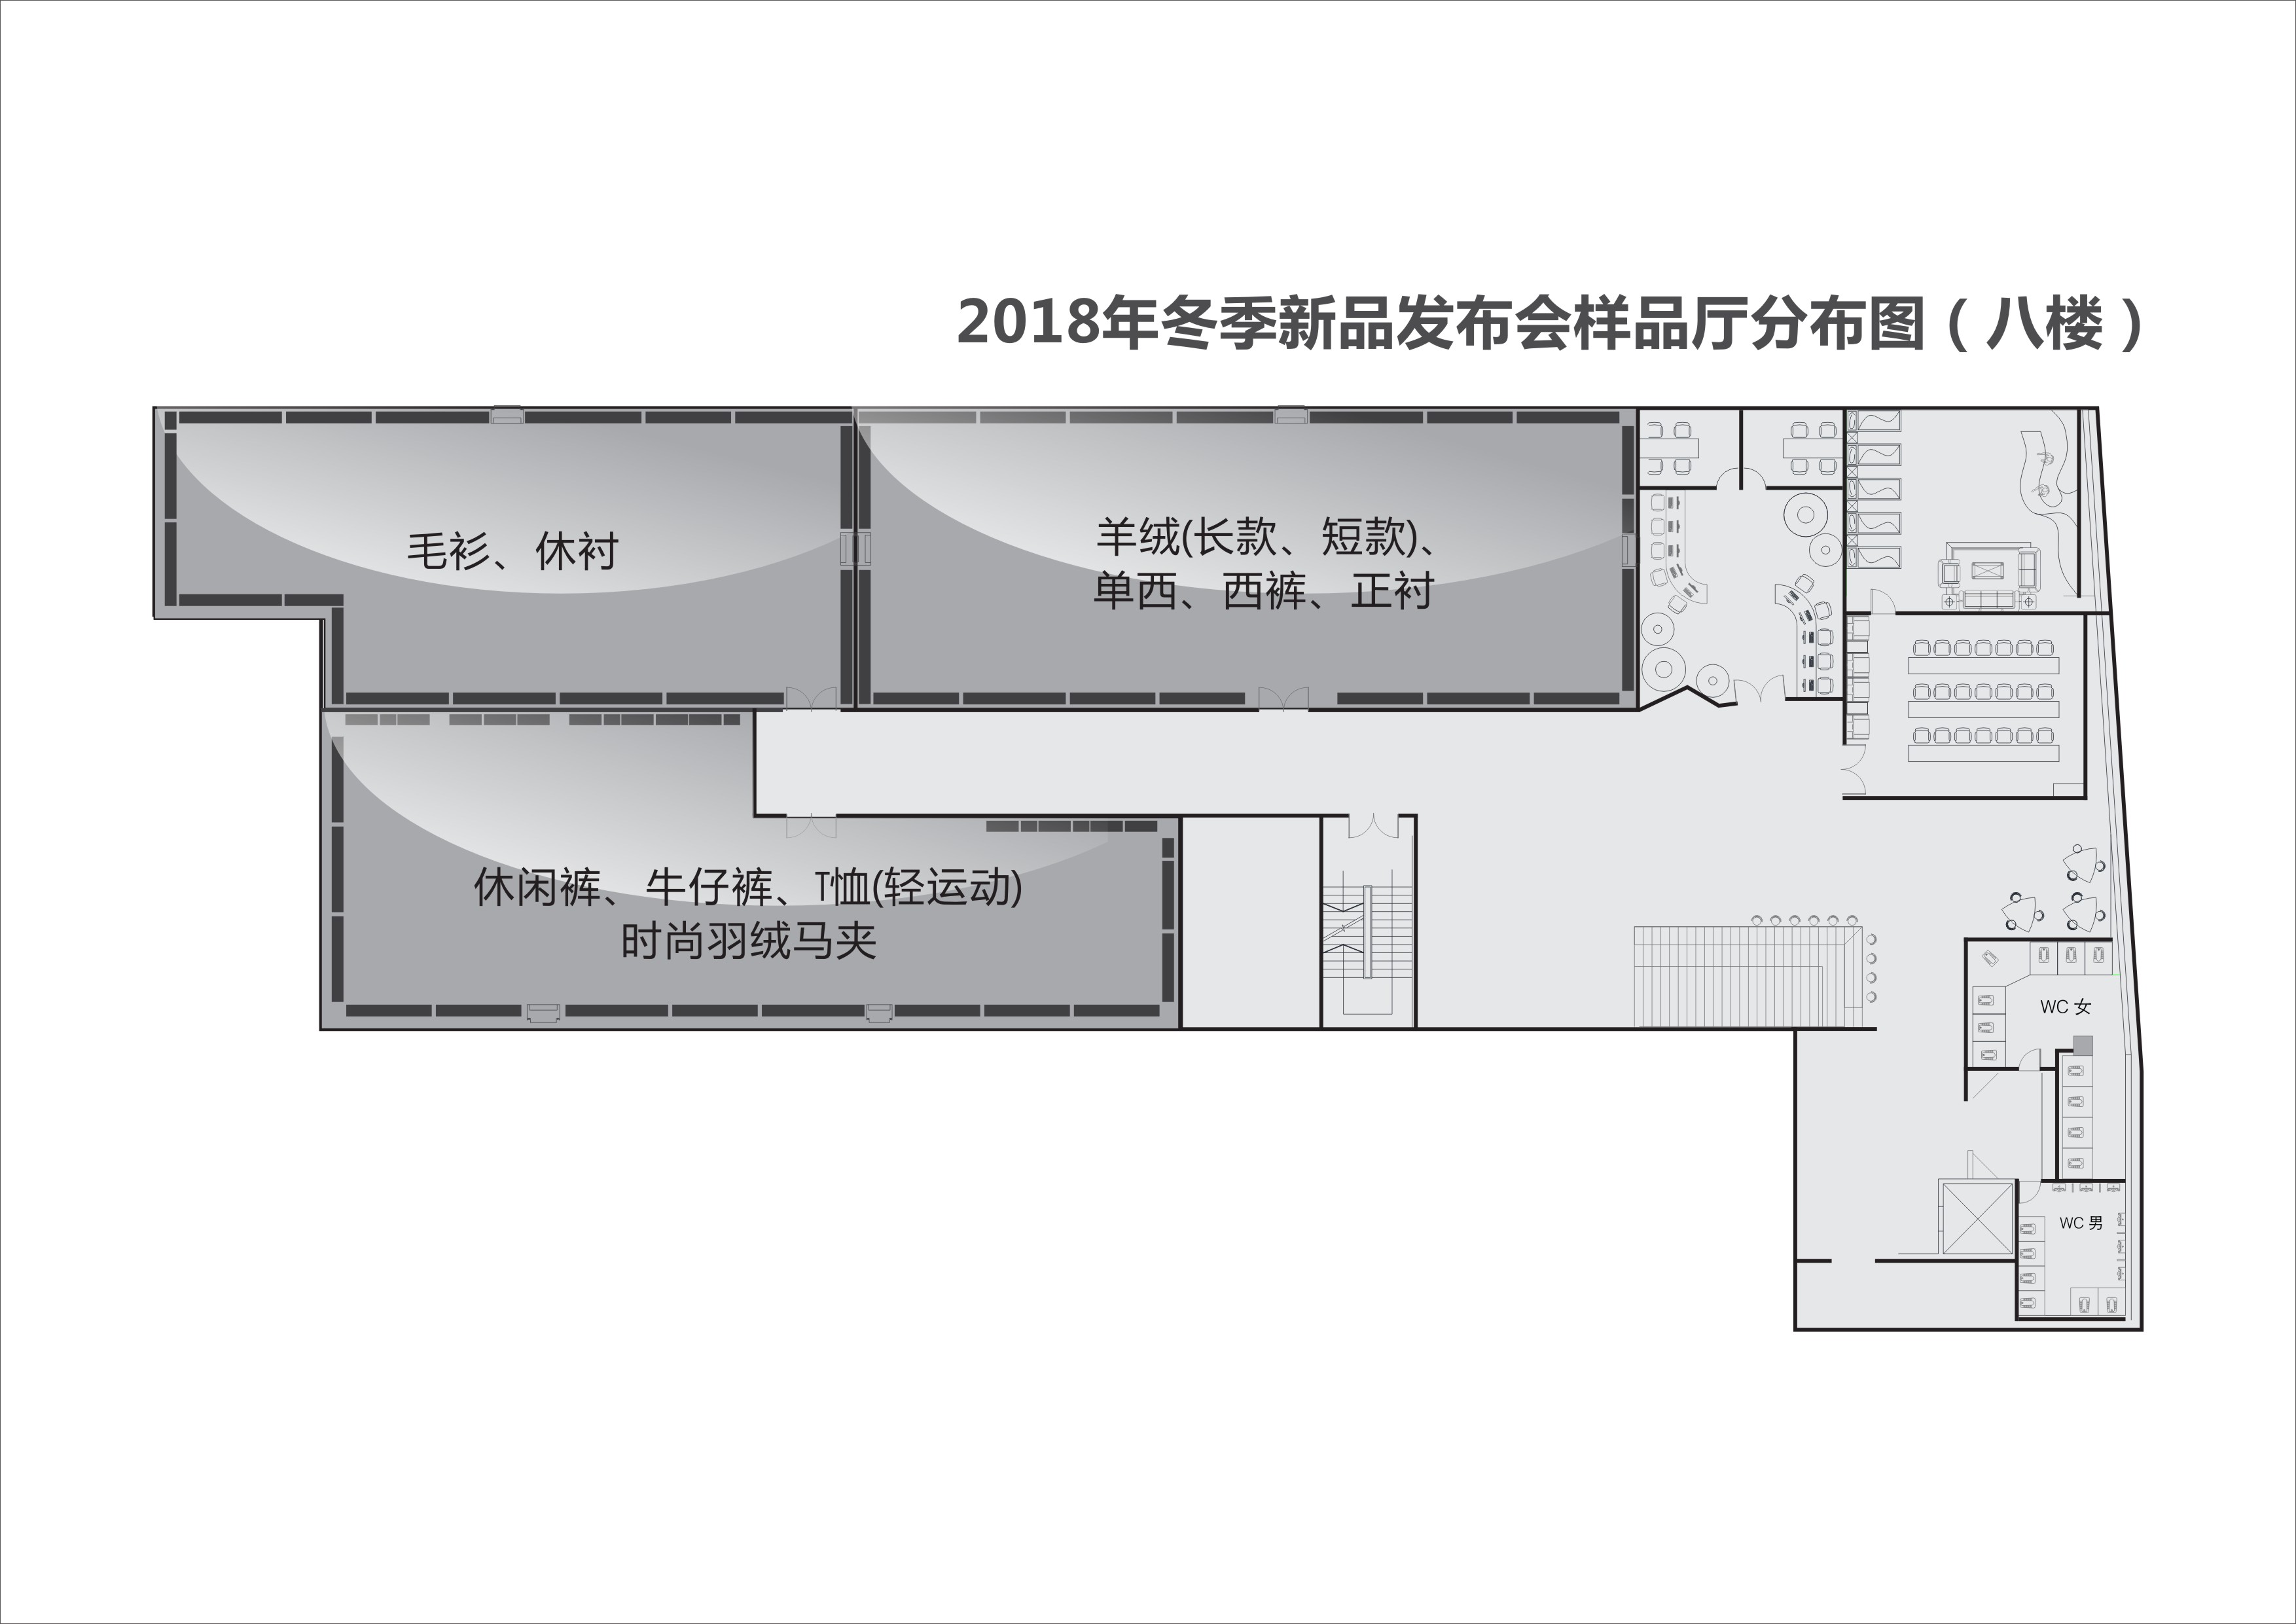 2018年冬季新品发布会样品厅分布图（八楼）
毛衫、休衬
羊绒(长款、短款)、
单西、西裤、正衬
休闲裤、牛仔裤、T恤(轻运动)
时尚羽绒马夹
WC 女
WC 男